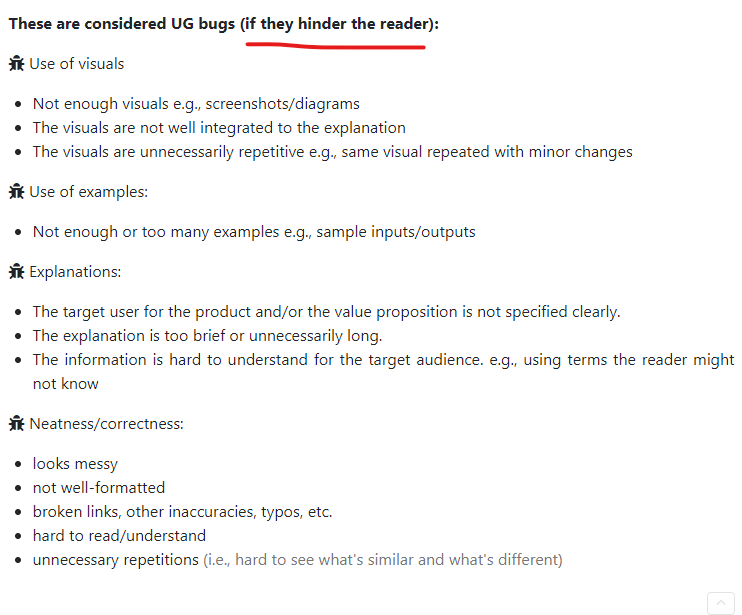 These are considered UG bugs (if they hinder the reader):
Use of visuals
Not enough visuals e.g., screenshots/diagrams
The visuals are not well integrated to the explanation
The visuals are unnecessarily repetitive e.g., same visual repeated with minor changes
Use of examples:
Not enough or too many examples e.g., sample inputs/outputs
Explanations:
The target user for the product and/or the value proposition is not specified clearly.
The explanation is too brief or unnecessarily long.
The information is hard to understand for the target audience. e.g., using terms the reader might
not know
Neatness/correctness:
looks messy
not well-formatted
broken links, other inaccuracies, typos, etc.
hard to read/understand
unnecessary repetitions (i.e., hard to see what's similar and what's different)